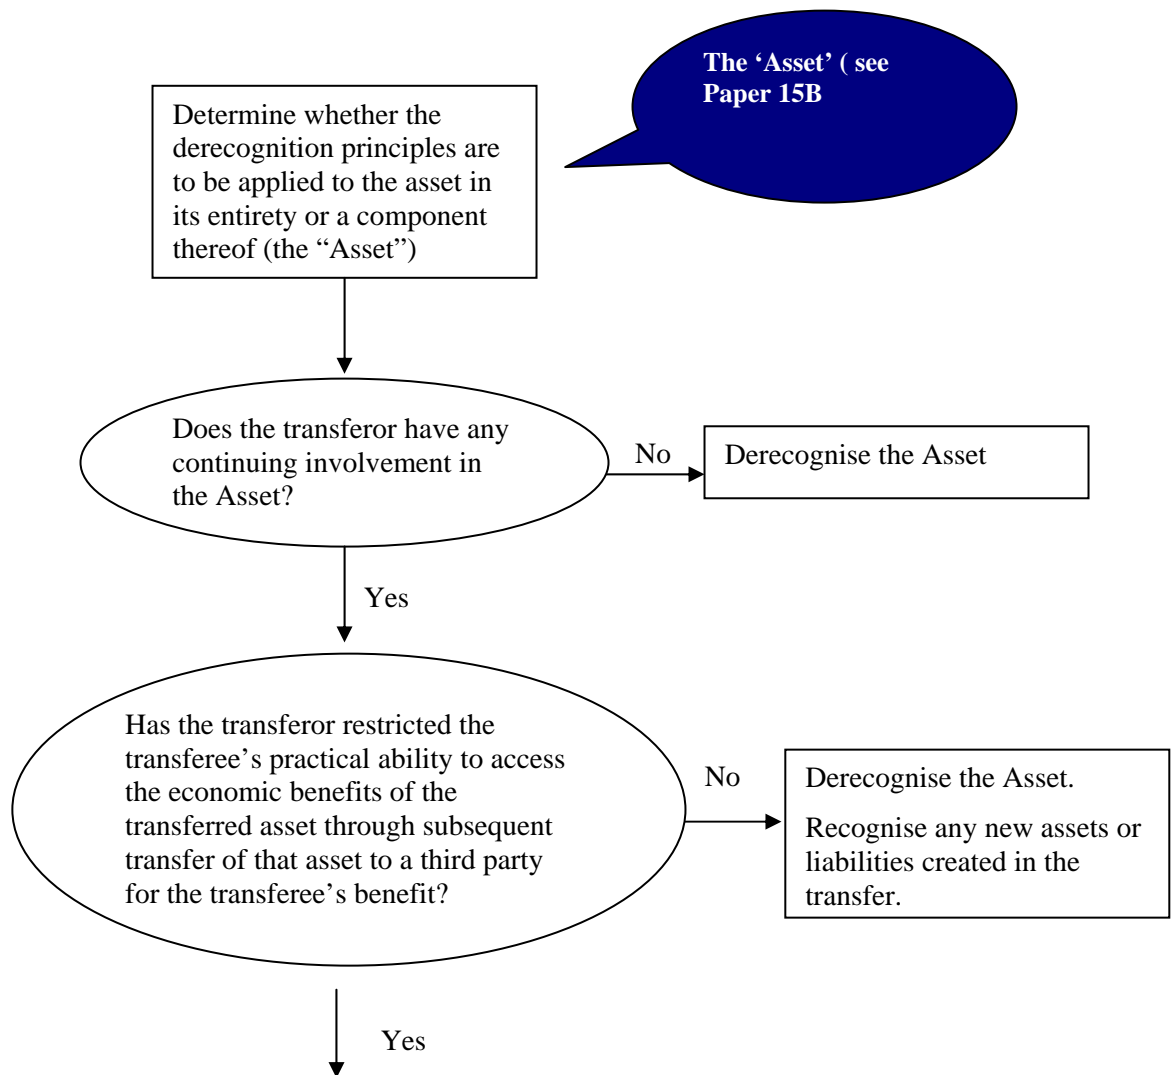 The ‘Asset’ ( see
Paper 15B
Determine whether the
derecognition principles are
to be applied to the asset in
its entirety or a component
thereof (the “Asset”)
Does the transferor have any
continuing involvement in
the Asset?
No
Derecognise the Asset
Yes
Has the transferor restricted the
transferee’s practical ability to access
the economic benefits of the
transferred asset through subsequent
transfer of that asset to a third party
for the transferee’s benefit?
No
Derecognise the Asset.
Recognise any new assets or
liabilities created in the
transfer.
Yes